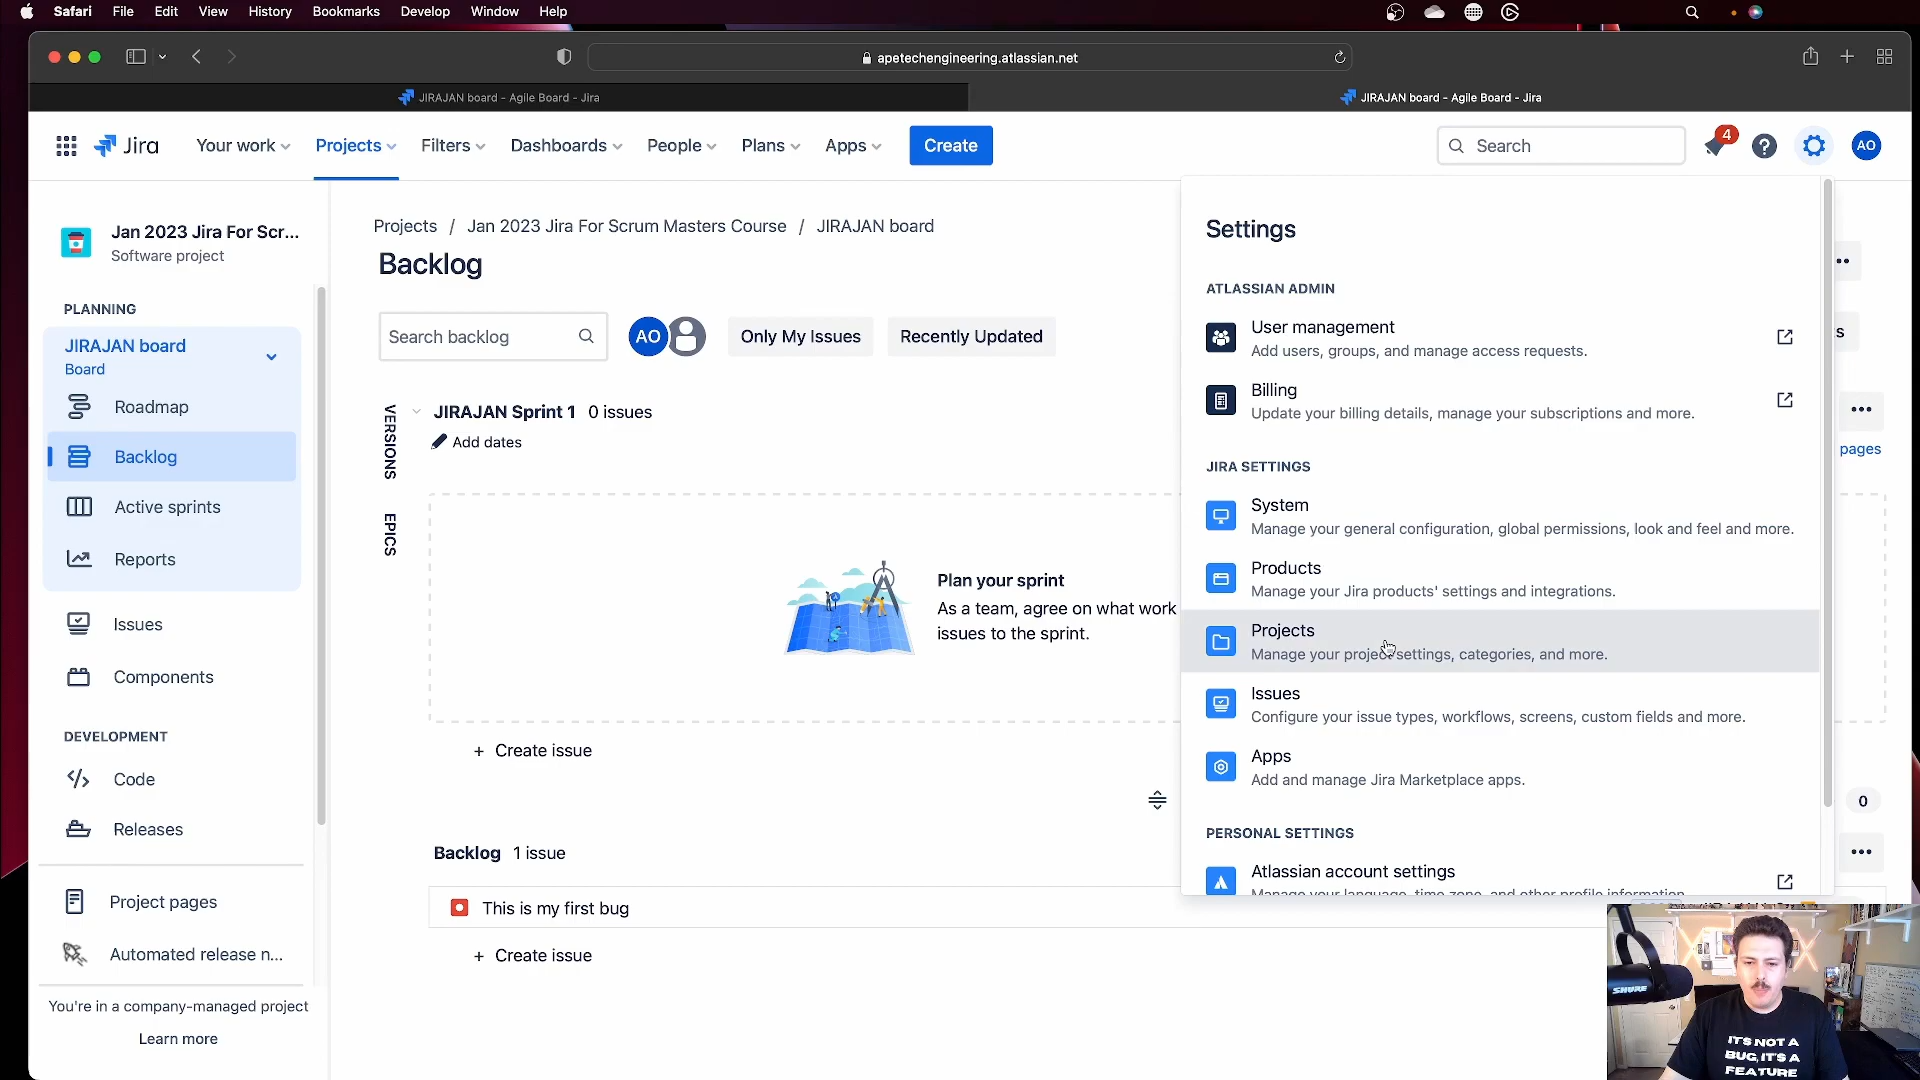 Safari File Edit View History Bookmarks Develop Window Help
apetechengineering.atlassian.net
JIRAJAN board - Agile Board - Jira
JIRAJAN board - Agile Board - Jira
Jira Your work Projects Filters Dashboards People Plans Apps Create Search 4 AO
Jan 2023 Jira For Scr...
Software project
PLANNING
JIRAJAN board
Board
Roadmap
Backlog
Active sprints
Reports
Issues
Components
DEVELOPMENT
Code
Releases
Project pages
Automated release n...
You're in a company-managed project
Learn more
Projects / Jan 2023 Jira For Scrum Masters Course / JIRAJAN board
Backlog
Search backlog AO Only My Issues Recently Updated
VERSIONS
EPICS
JIRAJAN Sprint 1 0 issues
Add dates
Plan your sprint
As a team, agree on what work
issues to the sprint.
+ Create issue
Backlog 1 issue
This is my first bug
+ Create issue
Settings
ATLASSIAN ADMIN
User management
Add users, groups, and manage access requests.
Billing
Update your billing details, manage your subscriptions and more.
JIRA SETTINGS
System
Manage your general configuration, global permissions, look and feel and more.
Products
Manage your Jira products' settings and integrations.
Projects
Manage your project settings, categories, and more.
Issues
Configure your issue types, workflows, screens, custom fields and more.
Apps
Add and manage Jira Marketplace apps.
PERSONAL SETTINGS
Atlassian account settings
Manage your language, time zone, and other profile information
s
pages
0
SHURE
IT'S NOT A
BUG, IT'S A
FEATURE